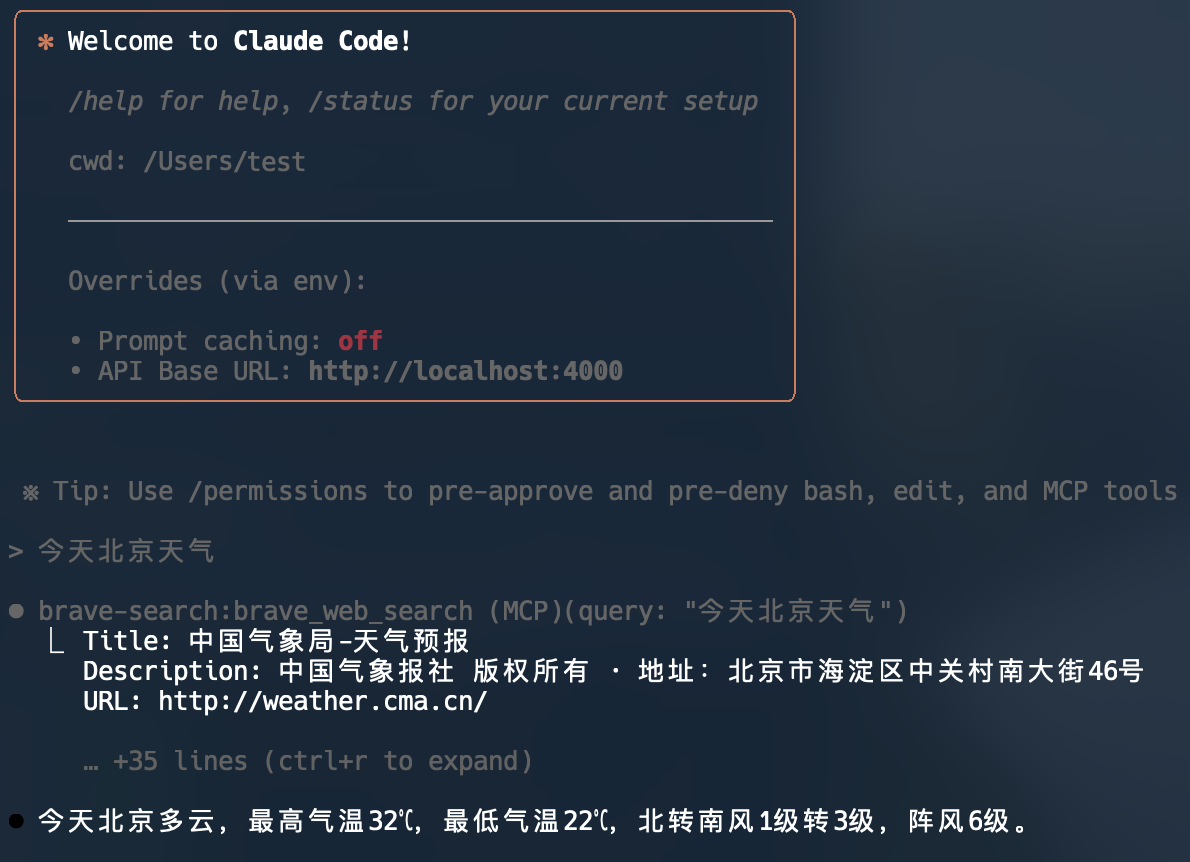 ✻ Welcome to Claude Code!
/help for help, /status for your current setup
cwd: /Users/test
Overrides (via env):
• Prompt caching: off
• API Base URL: http://localhost:4000
※ Tip: Use /permissions to pre-approve and pre-deny bash, edit, and MCP tools
> 今天北京天气
● brave-search:brave_web_search (MCP)(query: "今天北京天气")
⎿ Title: 中国气象局-天气预报
Description: 中国气象报社 版权所有 · 地址: 北京市海淀区中关村南大街46号
URL: http://weather.cma.cn/
… +35 lines (ctrl+r to expand)
● 今天北京多云，最高气温32℃，最低气温22℃，北转南风1级转3级，阵风6级。